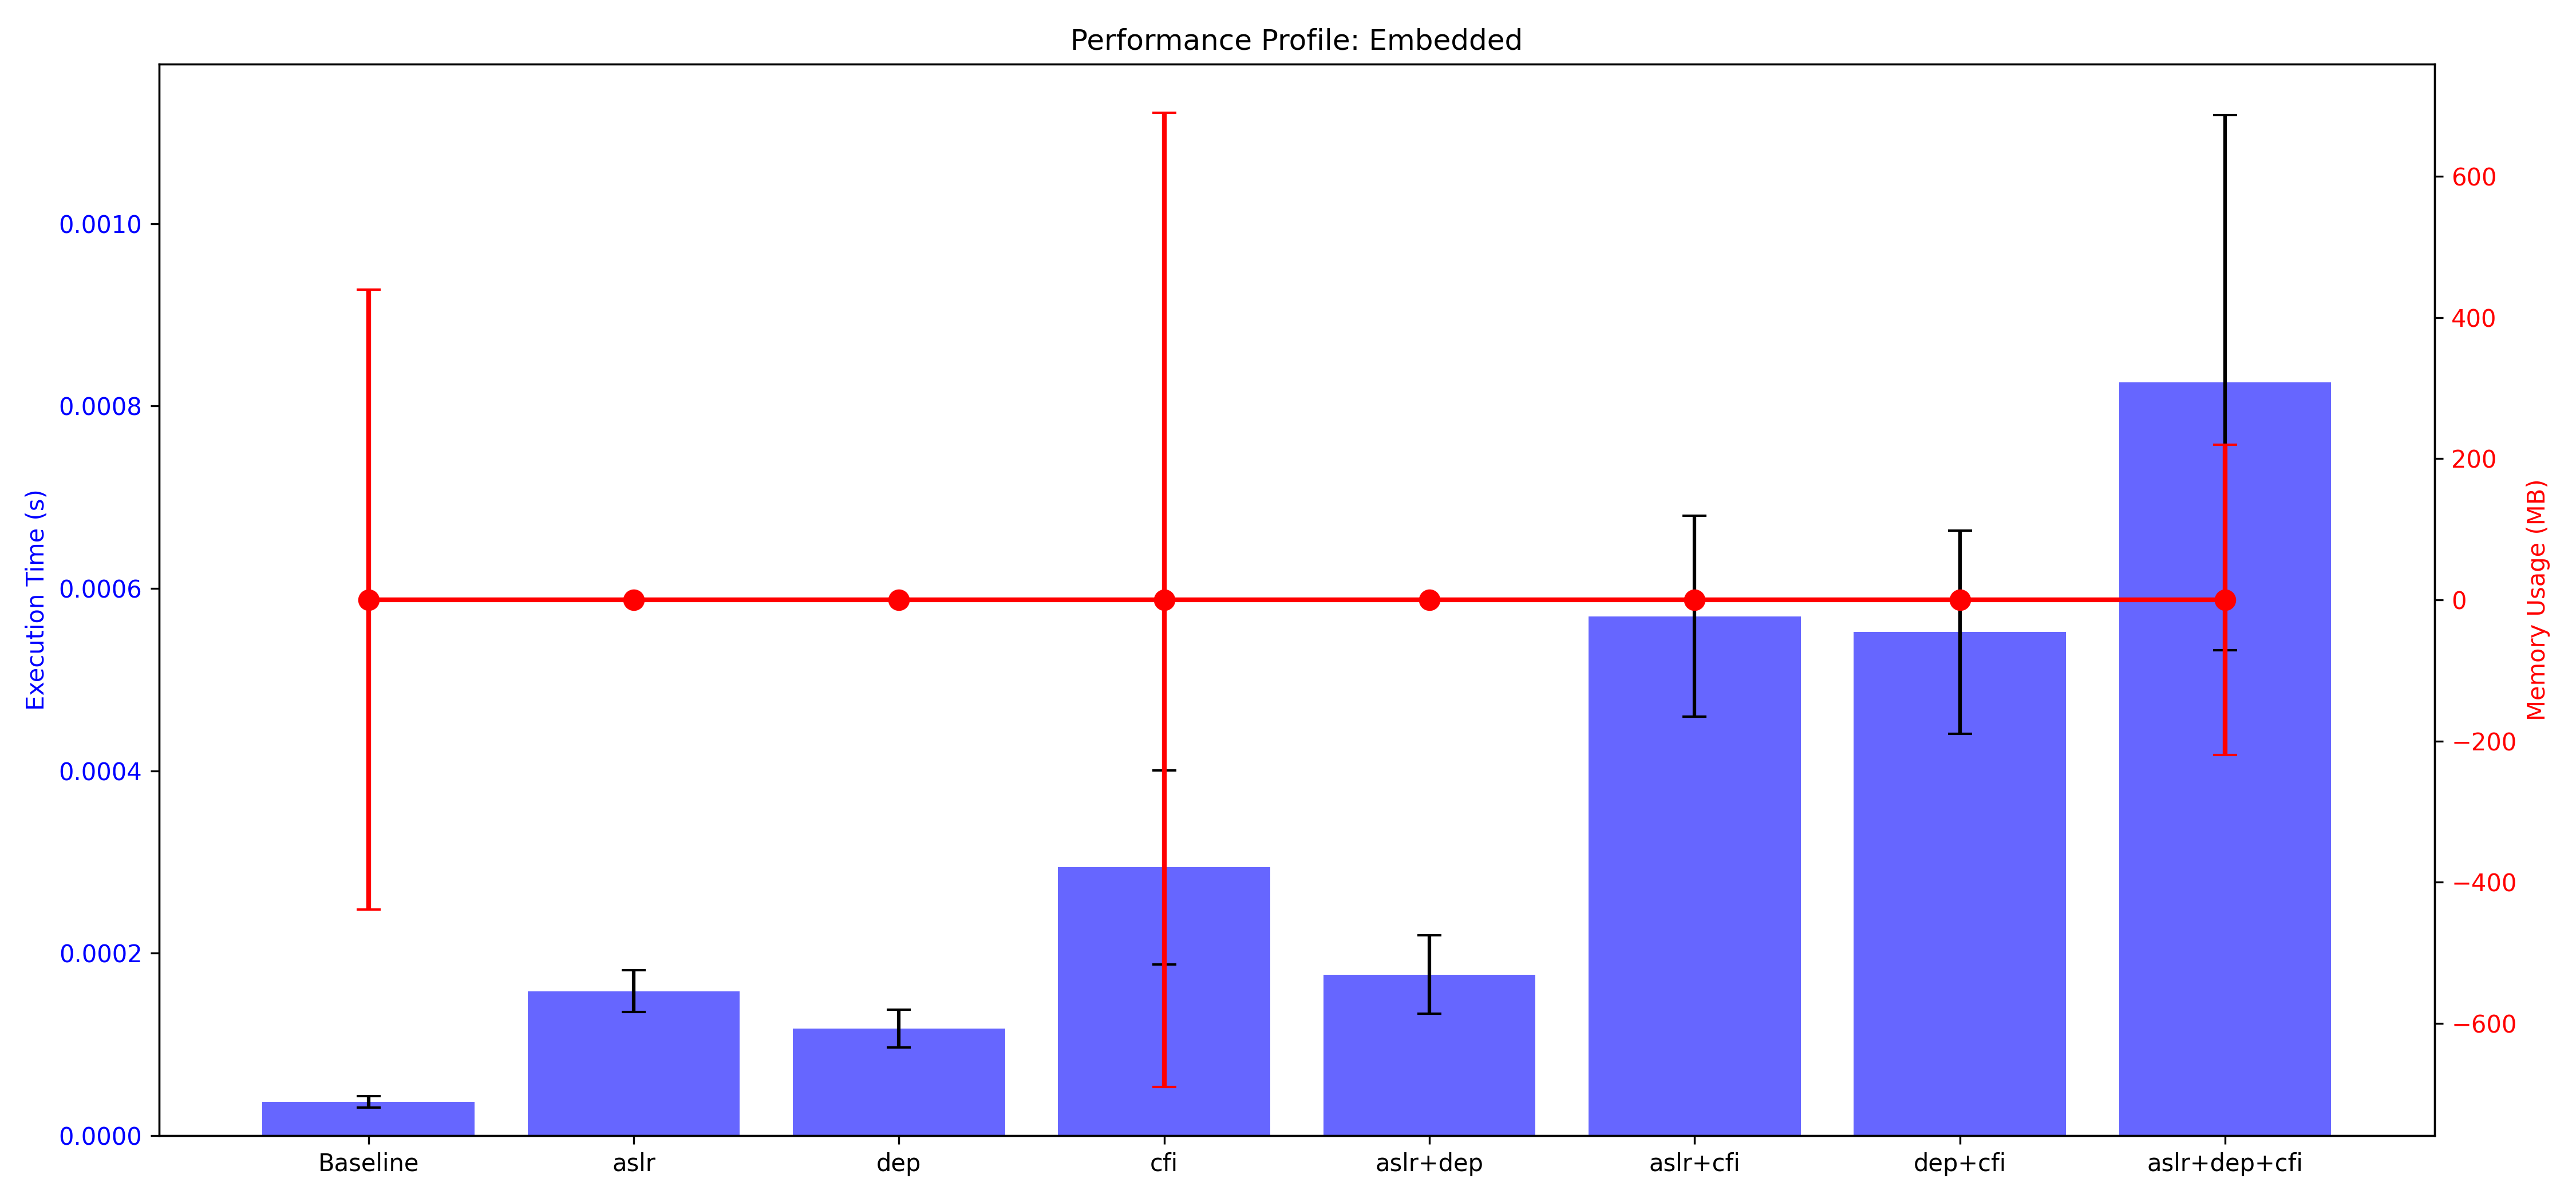 Performance Profile: Embedded
Execution Time (s)
0.0010
0.0008
0.0006
0.0004
0.0002
0.0000
600
400
200
0
−200
−400
−600
Memory Usage (MB)
Baseline
aslr
dep
cfi
aslr+dep
aslr+cfi
dep+cfi
aslr+dep+cfi